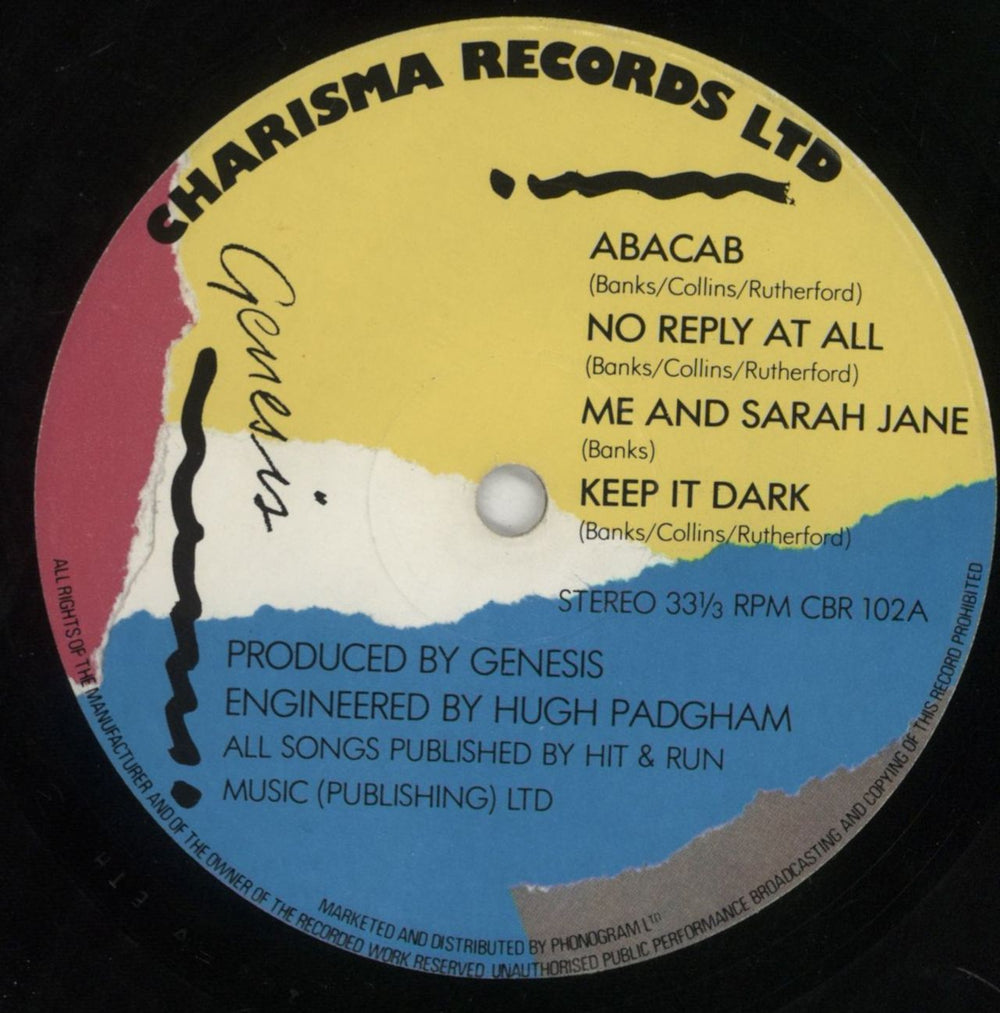 CHARISMA RECORDS LTD
Genesis
ABACAB
(Banks/Collins/Rutherford)
NO REPLY AT ALL
(Banks/Collins/Rutherford)
ME AND SARAH JANE
(Banks)
KEEP IT DARK
(Banks/Collins/Rutherford)
STEREO 33⅓ RPM CBR 102A
PRODUCED BY GENESIS
ENGINEERED BY HUGH PADGHAM
ALL SONGS PUBLISHED BY HIT & RUN
MUSIC (PUBLISHING) LTD
MARKETED AND DISTRIBUTED BY PHONOGRAM LTD
ALL RIGHTS OF THE MANUFACTURER AND OF THE OWNER OF THE RECORDED WORK RESERVED UNAUTHORISED PUBLIC PERFORMANCE BROADCASTING AND COPYING OF THIS RECORD PROHIBITED